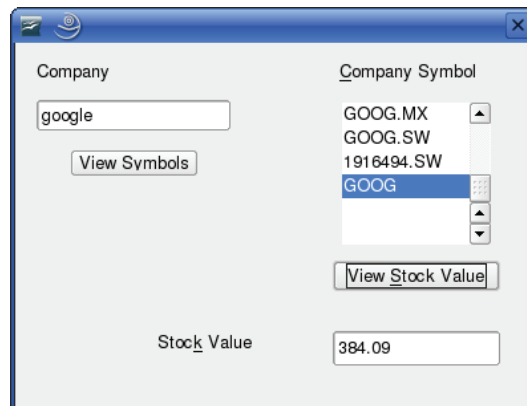 Company
Company Symbol
google
GOOG.MX
GOOG.SW
1916494.SW
GOOG
View Symbols
View Stock Value
Stock Value
384.09